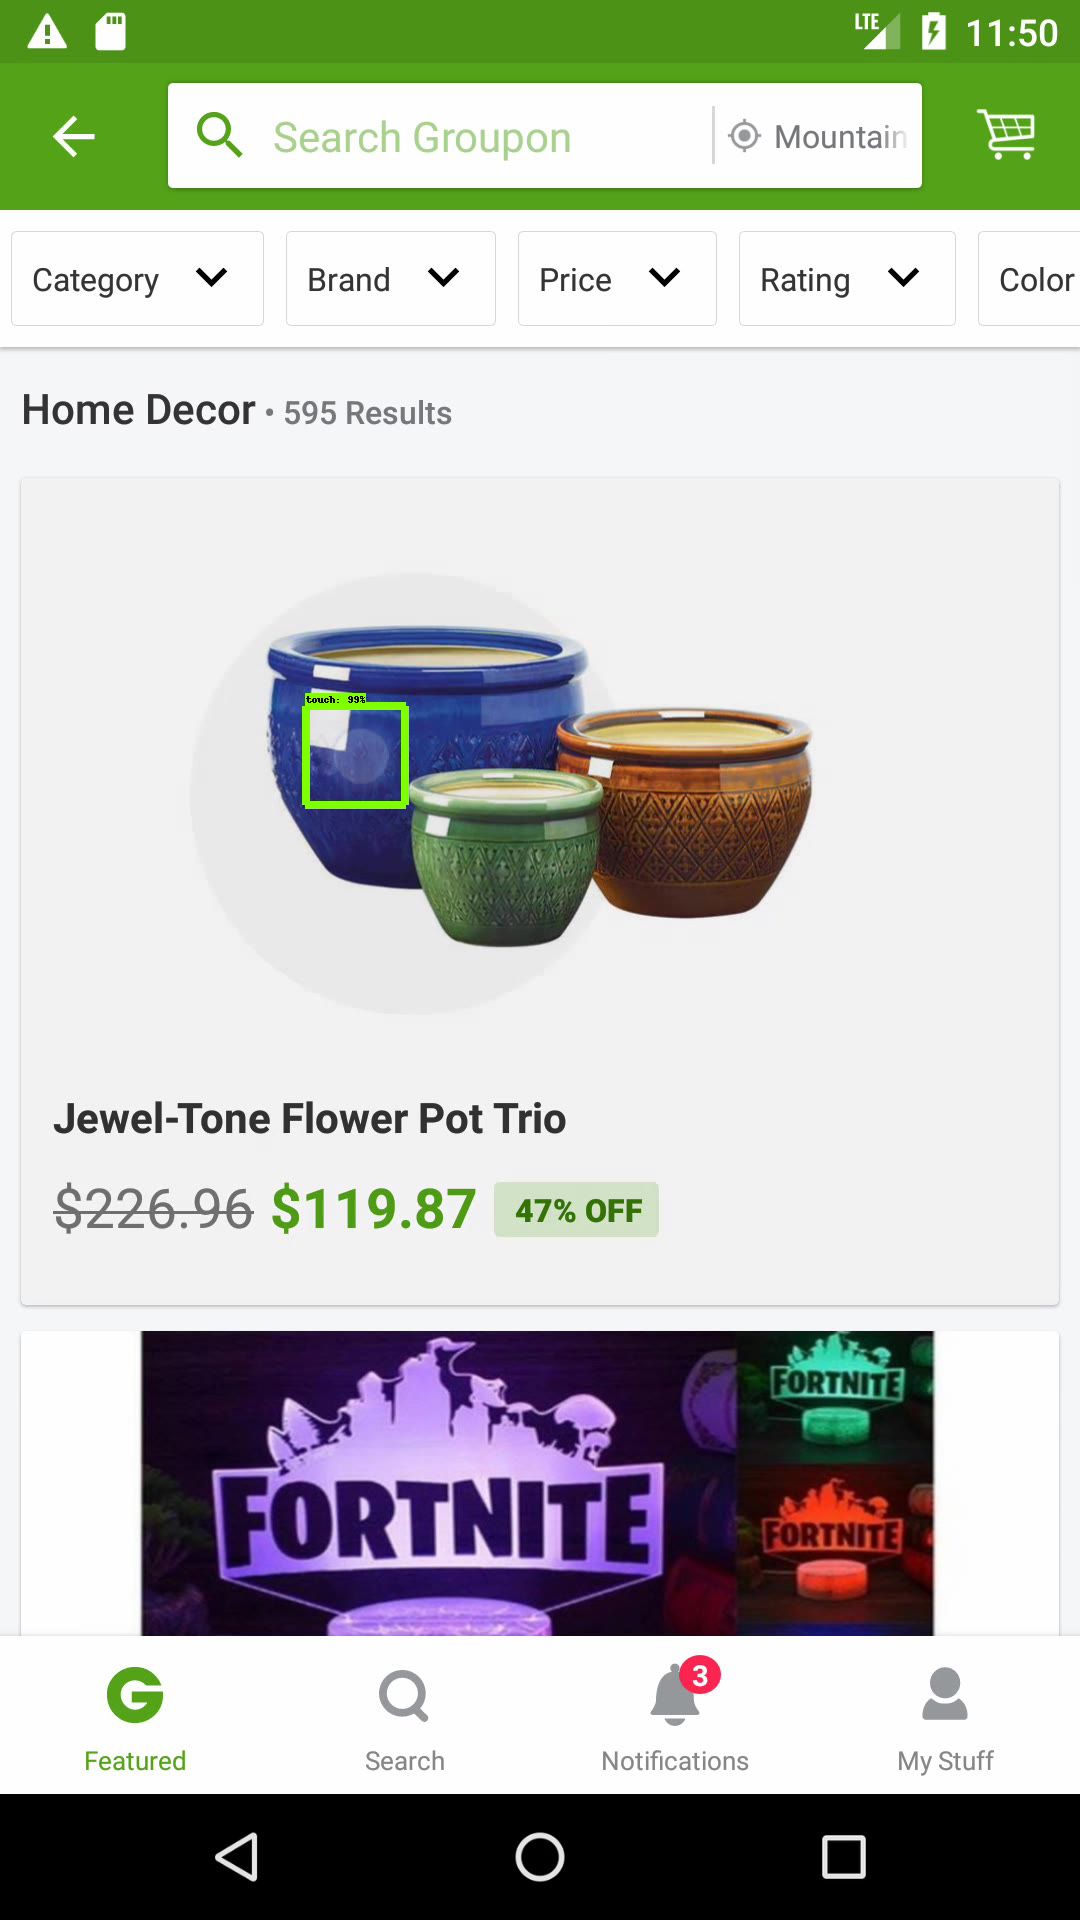 LTE 11:50
Search Groupon Mountain
Category Brand Price Rating Color
Home Decor • 595 Results
touch: 99%
Jewel-Tone Flower Pot Trio
$226.96 $119.87 47% OFF
FORTNITE
FORTNITE
FORTNITE
3
Featured Search Notifications My Stuff